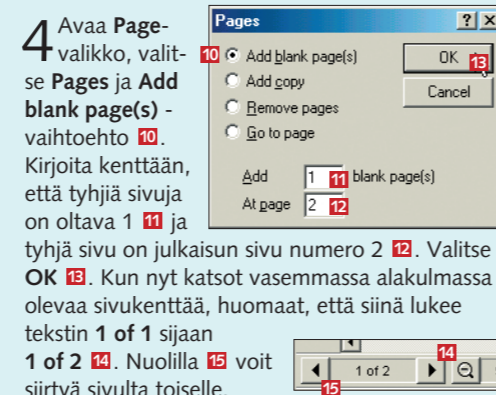 4 Avaa Page-
valikko, valit-
se Pages ja Add
blank page(s) -
vaihtoehto 10.
Kirjoita kenttään,
että tyhjiä sivuja
on oltava 1 11 ja
tyhjä sivu on julkaisun sivu numero 2 12. Valitse
OK 13. Kun nyt katsot vasemmassa alakulmassa
olevaa sivukenttää, huomaat, että siinä lukee
tekstin 1 of 1 sijaan
1 of 2 14. Nuolilla 15 voit
siirtyä sivulta toiselle.
Pages
10 Add blank page(s)
Add copy
Remove pages
Go to page
OK 13
Cancel
Add 1 11 blank page(s)
At page 2 12
14
1 of 2
15